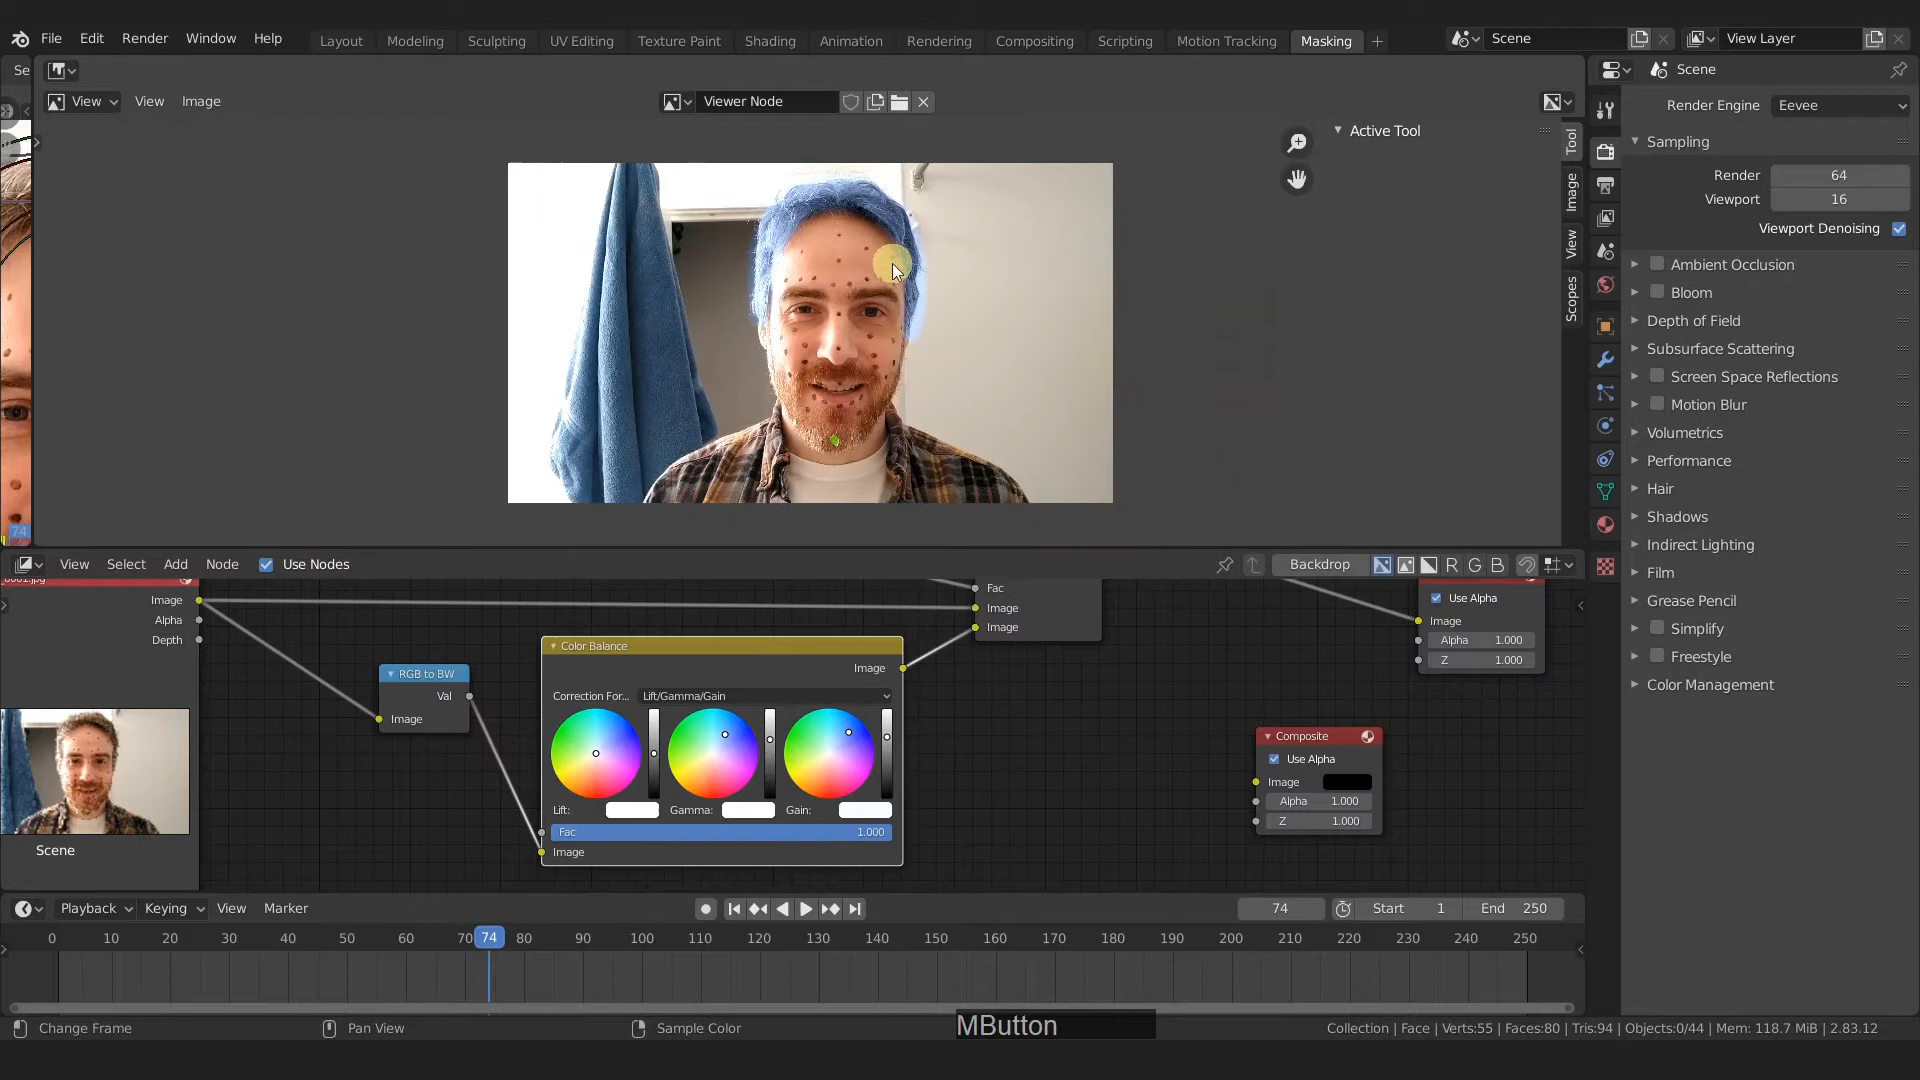 File Edit Render Window Help Layout Modeling Sculpting UV Editing Texture Paint Shading Animation Rendering Compositing Scripting Motion Tracking Masking + Scene View Layer
Se
View View Image Viewer Node
Active Tool
Tool
Image
View
Scopes
Scene
Render Engine Eevee
Sampling
Render 64
Viewport 16
Viewport Denoising
Ambient Occlusion
Bloom
Depth of Field
Subsurface Scattering
Screen Space Reflections
Motion Blur
Volumetrics
Performance
Hair
Shadows
Indirect Lighting
Film
Grease Pencil
Simplify
Freestyle
Color Management
74
View Select Add Node Use Nodes Backdrop R G B
Image
Alpha
Depth
Scene
RGB to BW
Val
Image
Color Balance
Image
Correction For... Lift/Gamma/Gain
Lift: Gamma: Gain:
Fac 1.000
Image
Fac
Image
Image
Use Alpha
Image
Alpha 1.000
Z 1.000
Composite
Use Alpha
Image
Alpha 1.000
Z 1.000
Playback Keying View Marker 74 Start 1 End 250
0 10 20 30 40 50 60 70 74 80 90 100 110 120 130 140 150 160 170 180 190 200 210 220 230 240 250
Change Frame Pan View Sample Color MButton Collection | Face | Verts:55 | Faces:80 | Tris:94 | Objects:0/44 | Mem: 118.7 MiB | 2.83.12